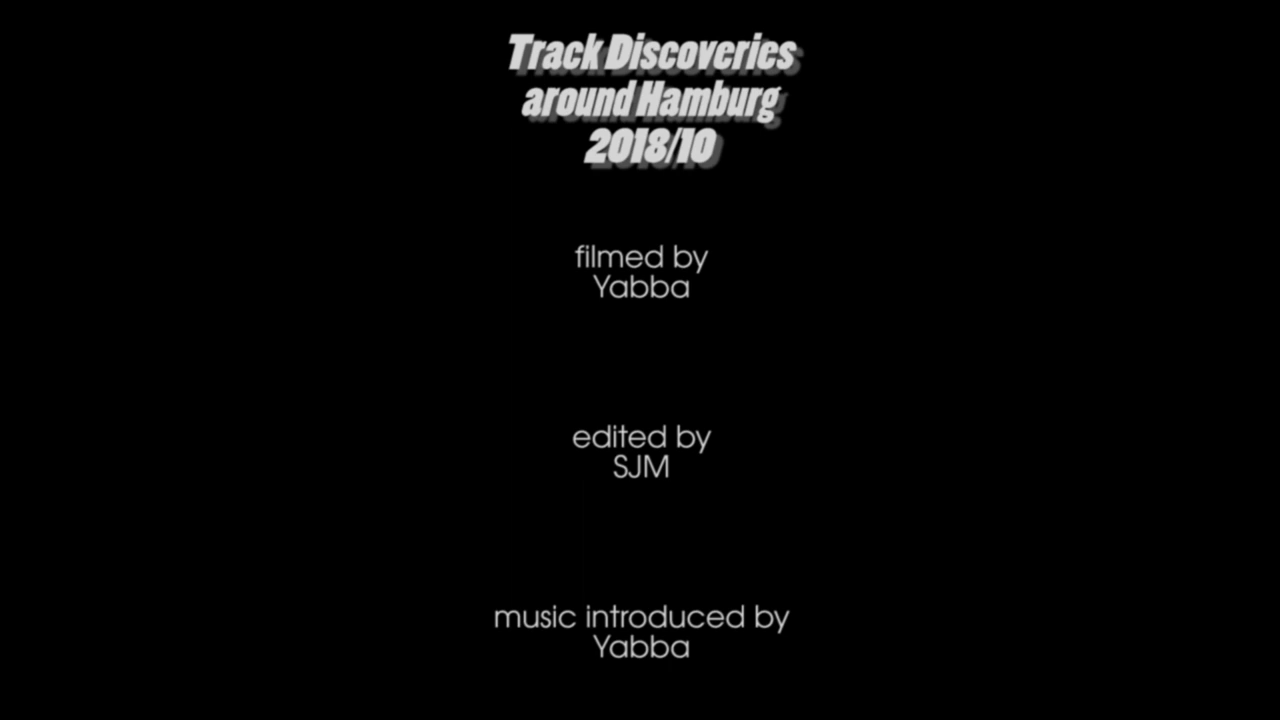 Track Discoveries
around Hamburg
2018/10
filmed by
Yabba
edited by
SJM
music introduced by
Yabba